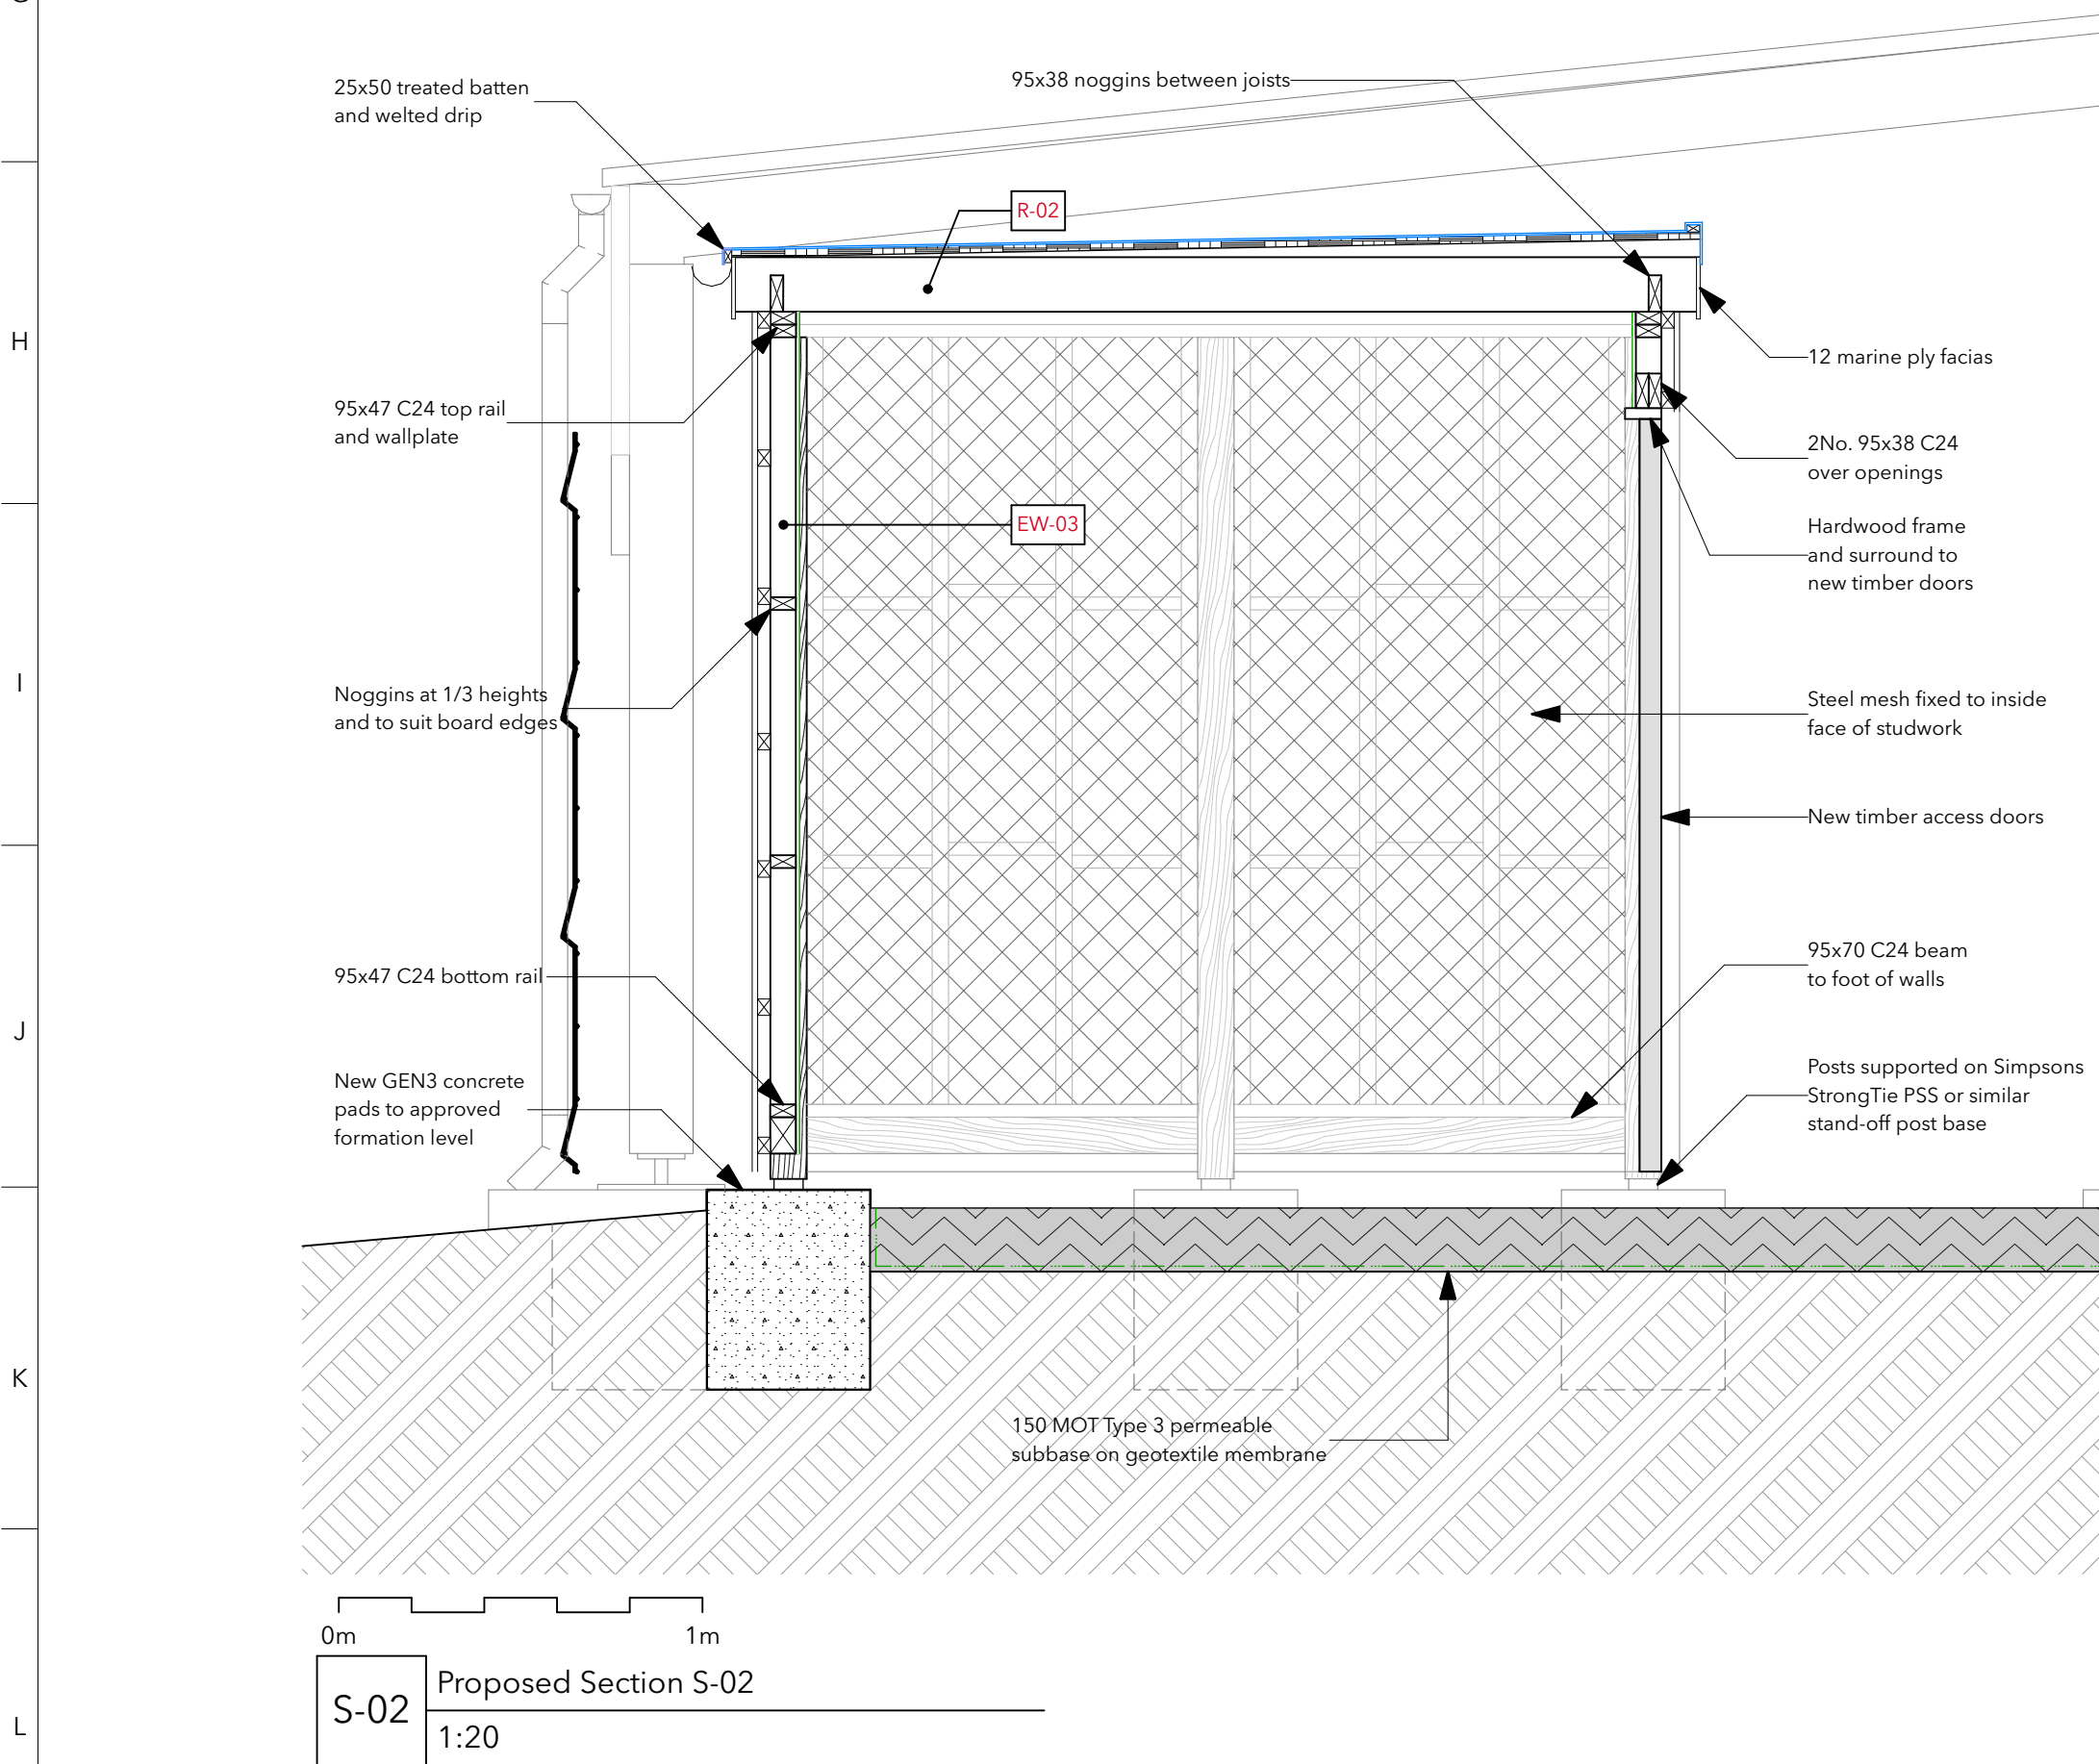 25x50 treated batten
and welted drip
95x38 noggins between joists
R-02
H
12 marine ply facias
95x47 C24 top rail
and wallplate
2No. 95x38 C24
over openings
EW-03
Hardwood frame
and surround to
new timber doors
I
Noggins at 1/3 heights
and to suit board edges
Steel mesh fixed to inside
face of studwork
New timber access doors
95x47 C24 bottom rail
95x70 C24 beam
to foot of walls
J
New GEN3 concrete
pads to approved
formation level
Posts supported on Simpsons
StrongTie PSS or similar
stand-off post base
K
150 MOT Type 3 permeable
subbase on geotextile membrane
0m
1m
S-02
Proposed Section S-02
1:20
L